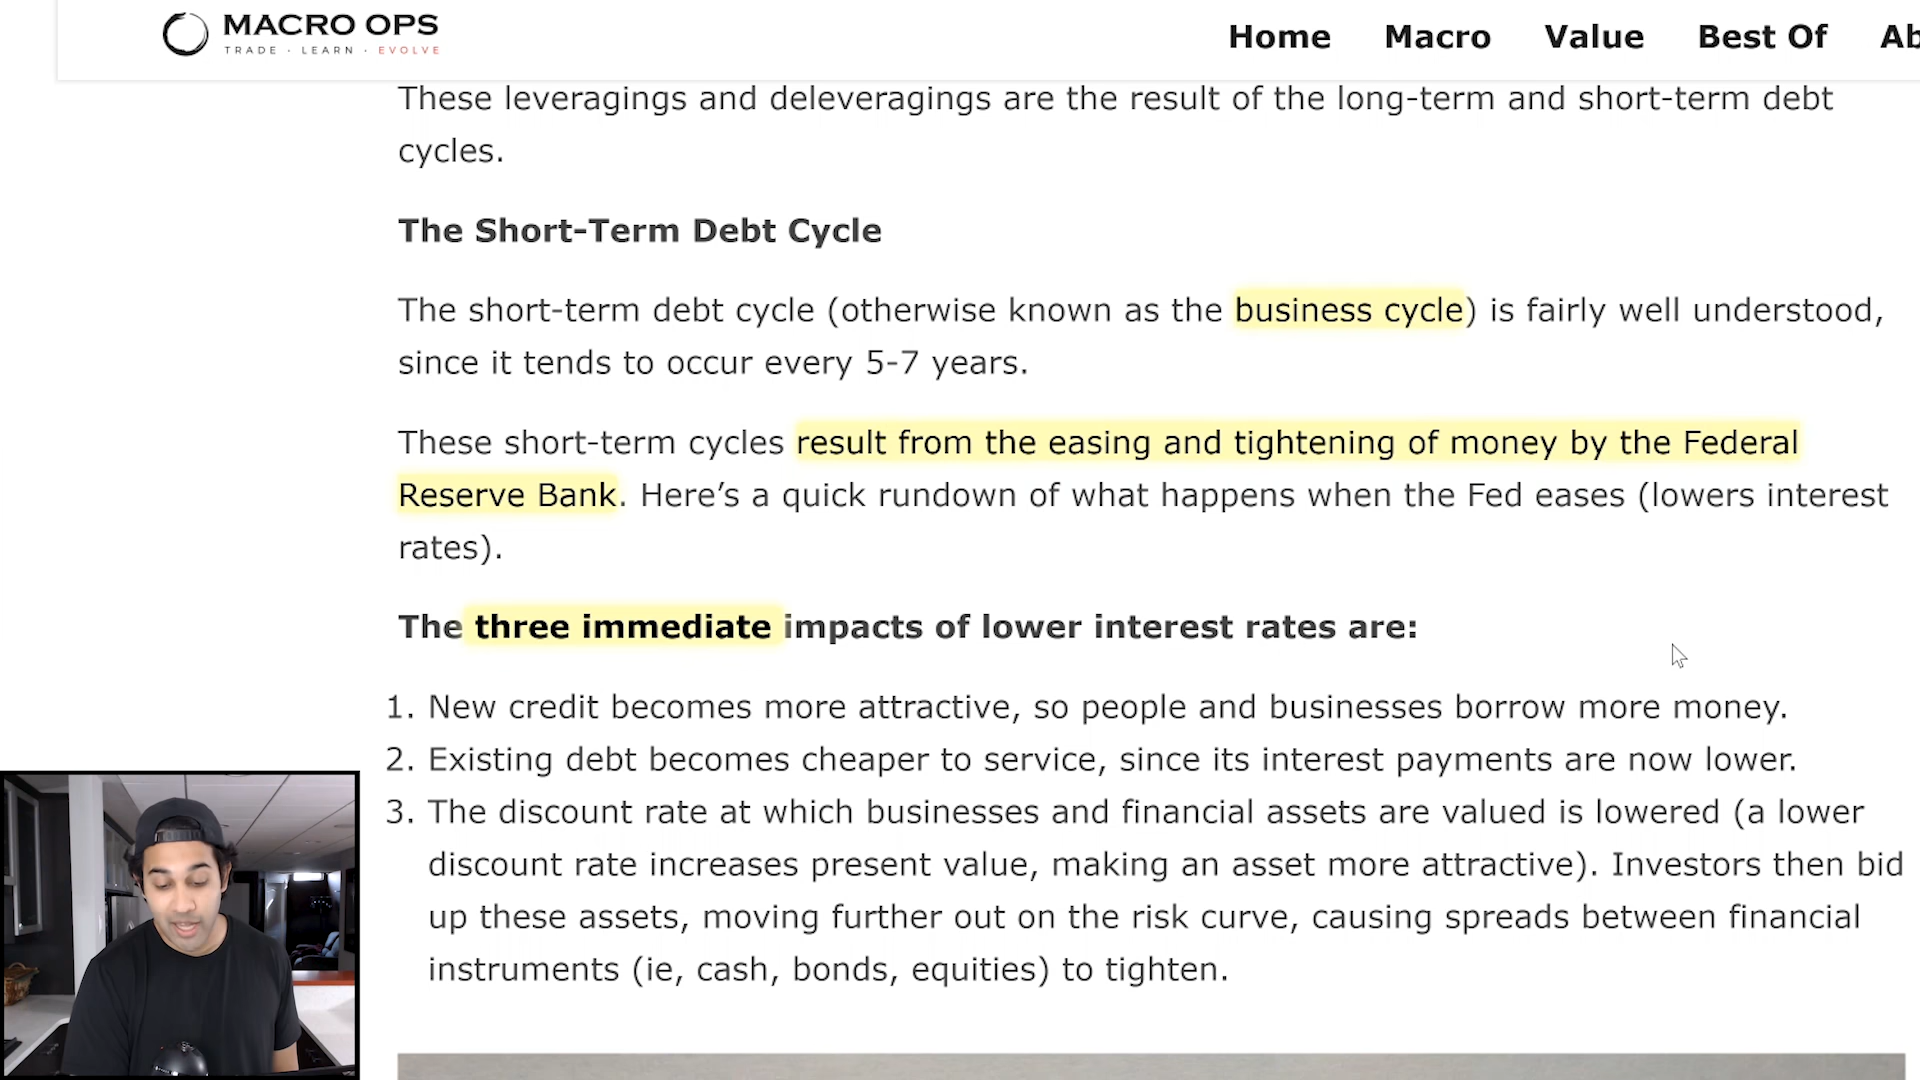 MACRO OPS
TRADE · LEARN · EVOLVE
Home Macro Value Best Of Ab
These leveragings and deleveragings are the result of the long-term and short-term debt
cycles.
The Short-Term Debt Cycle
The short-term debt cycle (otherwise known as the business cycle) is fairly well understood,
since it tends to occur every 5-7 years.
These short-term cycles result from the easing and tightening of money by the Federal
Reserve Bank. Here’s a quick rundown of what happens when the Fed eases (lowers interest
rates).
The three immediate impacts of lower interest rates are:
1. New credit becomes more attractive, so people and businesses borrow more money.
2. Existing debt becomes cheaper to service, since its interest payments are now lower.
3. The discount rate at which businesses and financial assets are valued is lowered (a lower
discount rate increases present value, making an asset more attractive). Investors then bid
up these assets, moving further out on the risk curve, causing spreads between financial
instruments (ie, cash, bonds, equities) to tighten.